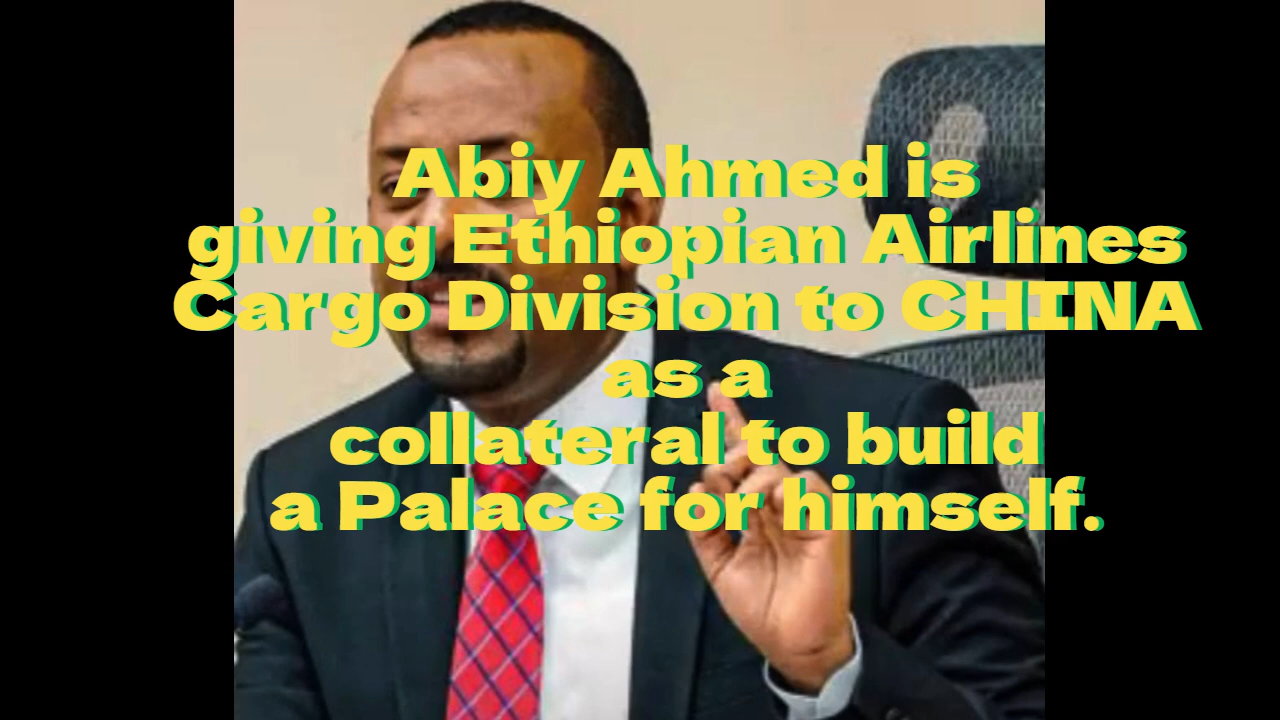 Abiy Ahmed is
giving Ethiopian Airlines
Cargo Division to CHINA
as a
collateral to build
a Palace for himself.